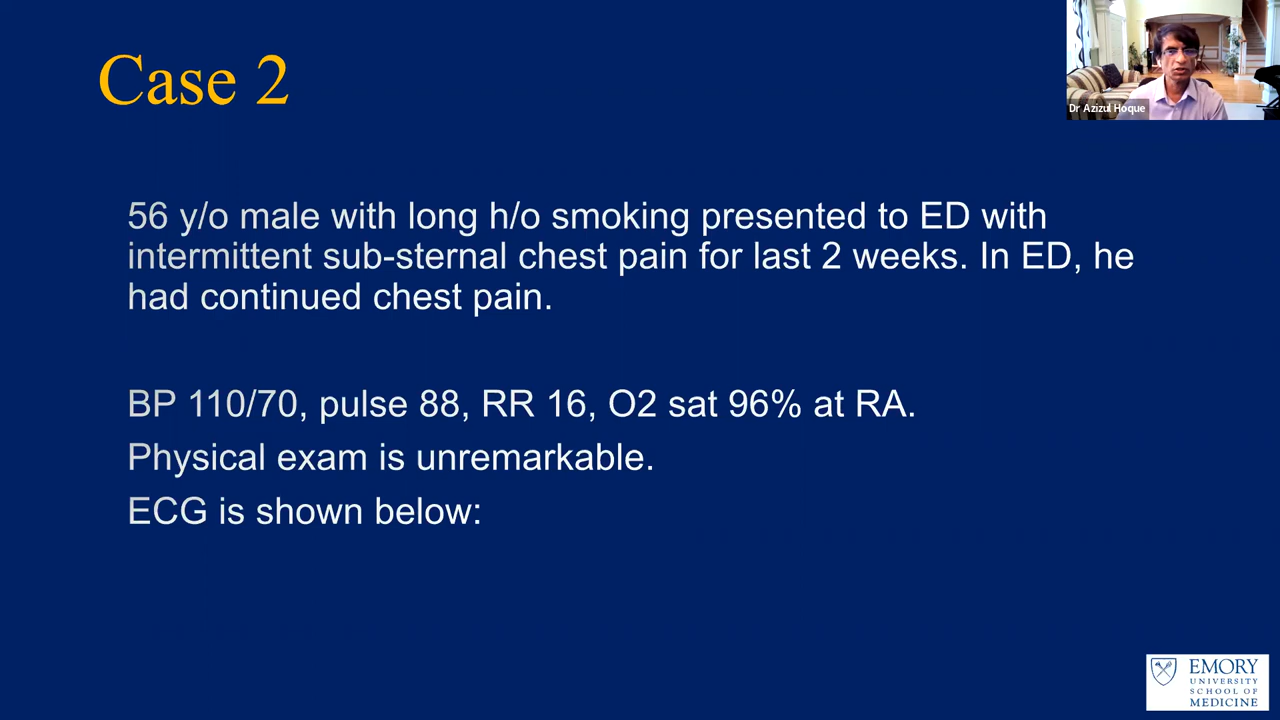 Case 2
Dr Azizul Hoque
56 y/o male with long h/o smoking presented to ED with
intermittent sub-sternal chest pain for last 2 weeks. In ED, he
had continued chest pain.
BP 110/70, pulse 88, RR 16, O2 sat 96% at RA.
Physical exam is unremarkable.
ECG is shown below:
EMORY
UNIVERSITY
SCHOOL OF
MEDICINE